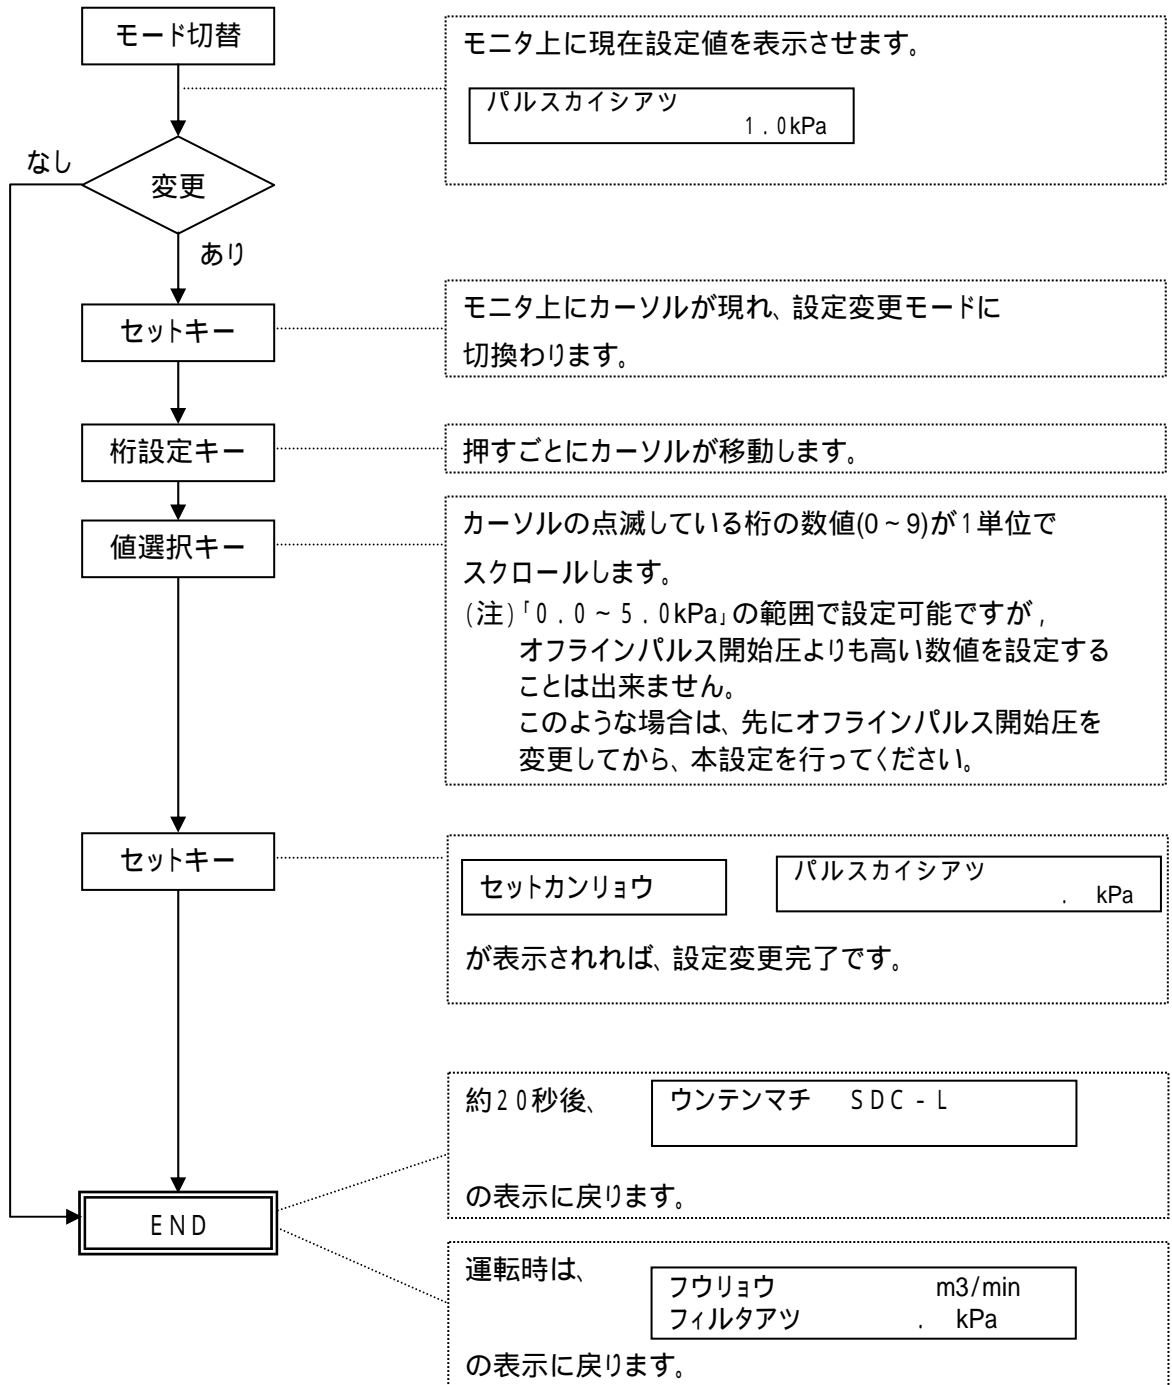 モード切替
モニタ上に現在設定値を表示させます。
パルスカイシアツ
1.0kPa
なし
変更
あり
セットキー
モニタ上にカーソルが現れ、設定変更モードに
切換わります。
桁設定キー
押すごとにカーソルが移動します。
値選択キー
カーソルの点滅している桁の数値(0~9)が1単位で
スクロールします。
(注)「0.0~5.0kPa」の範囲で設定可能ですが,
オフラインパルス開始圧よりも高い数値を設定する
ことは出来ません。
このような場合は、先にオフラインパルス開始圧を
変更してから、本設定を行ってください。
セットキー
セットカンリョウ
パルスカイシアツ
. kPa
が表示されれば、設定変更完了です。
約20秒後、
ウンテンマチ SDC-L
の表示に戻ります。
END
運転時は、
フウリョウ m3/min
フィルタアツ . kPa
の表示に戻ります。